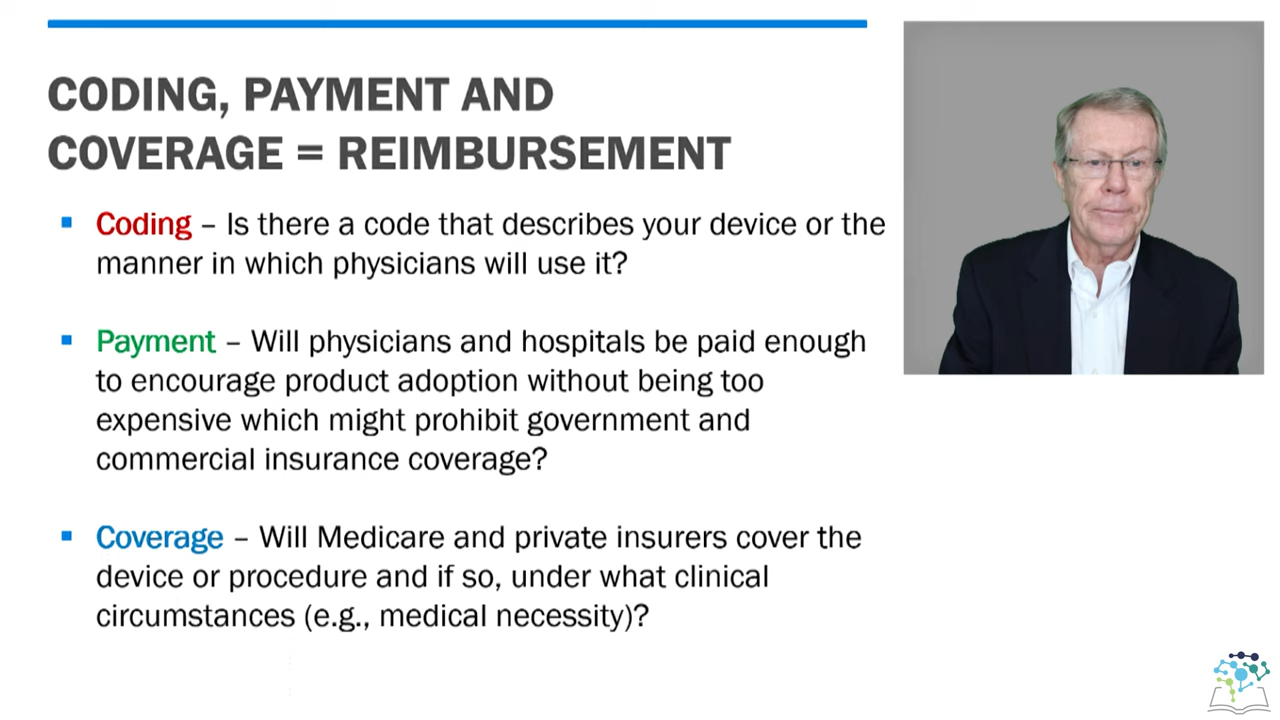 CODING, PAYMENT AND
COVERAGE = REIMBURSEMENT
▪ Coding – Is there a code that describes your device or the
manner in which physicians will use it?
▪ Payment – Will physicians and hospitals be paid enough
to encourage product adoption without being too
expensive which might prohibit government and
commercial insurance coverage?
▪ Coverage – Will Medicare and private insurers cover the
device or procedure and if so, under what clinical
circumstances (e.g., medical necessity)?